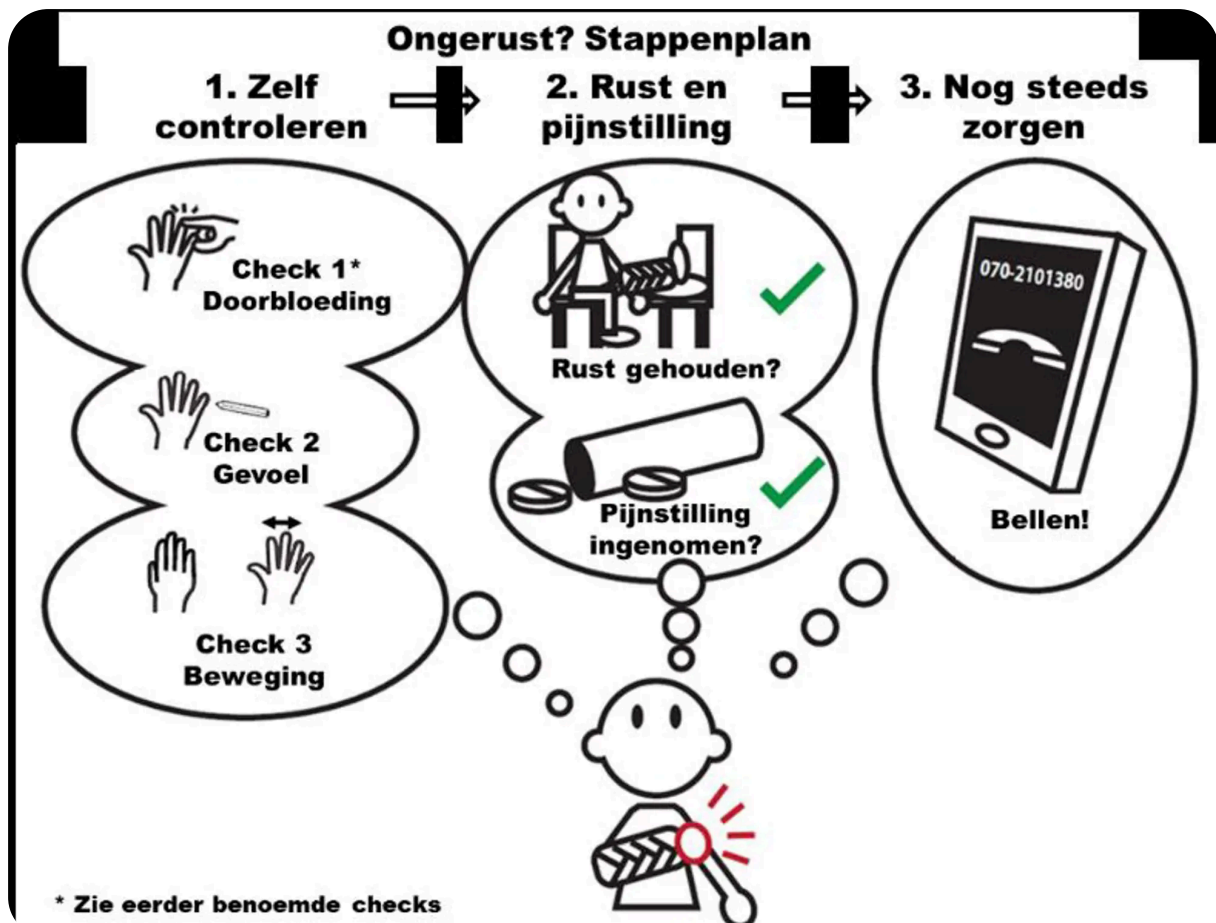 Ongerust? Stappenplan
1. Zelf
controleren
2. Rust en
pijnstilling
3. Nog steeds
zorgen
Check 1*
Doorbloeding
Check 2
Gevoel
Check 3
Beweging
Rust gehouden?
Pijnstilling
ingenomen?
070-2101380
Bellen!
* Zie eerder benoemde checks